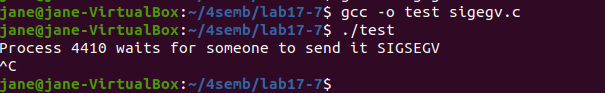 jane@jane-VirtualBox:~/4semb/lab17-7$ gcc -o test sigegv.c
jane@jane-VirtualBox:~/4semb/lab17-7$ ./test
Process 4410 waits for someone to send it SIGSEGV
^C
jane@jane-VirtualBox:~/4semb/lab17-7$